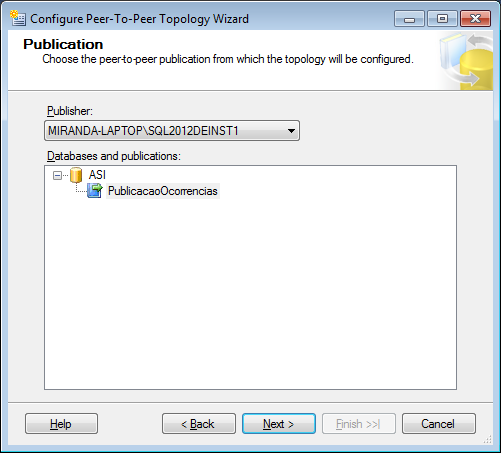 Configure Peer-To-Peer Topology Wizard
Publication
Choose the peer-to-peer publication from which the topology will be configured.
Publisher:
MIRANDA-LAPTOP\SQL2012DEINST1
Databases and publications:
ASI
PublicacaoOcorrencias
Help
< Back
Next >
Finish >>|
Cancel